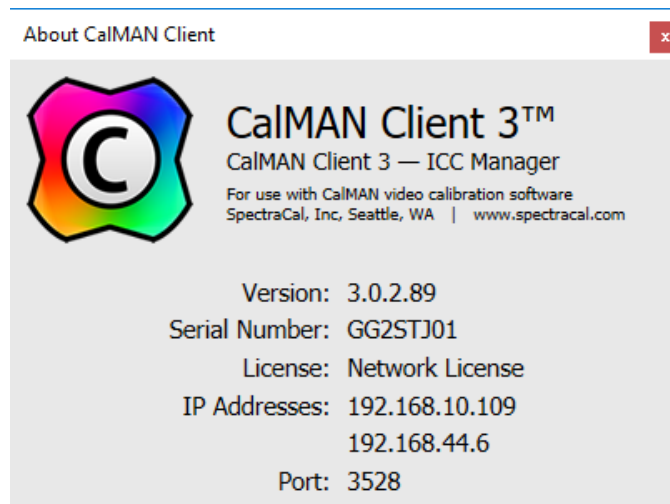 About CalMAN Client
x
C
CalMAN Client 3™
CalMAN Client 3 — ICC Manager
For use with CalMAN video calibration software
SpectraCal, Inc, Seattle, WA | www.spectracal.com
Version: 3.0.2.89
Serial Number: GG2STJ01
License: Network License
IP Addresses: 192.168.10.109
192.168.44.6
Port: 3528